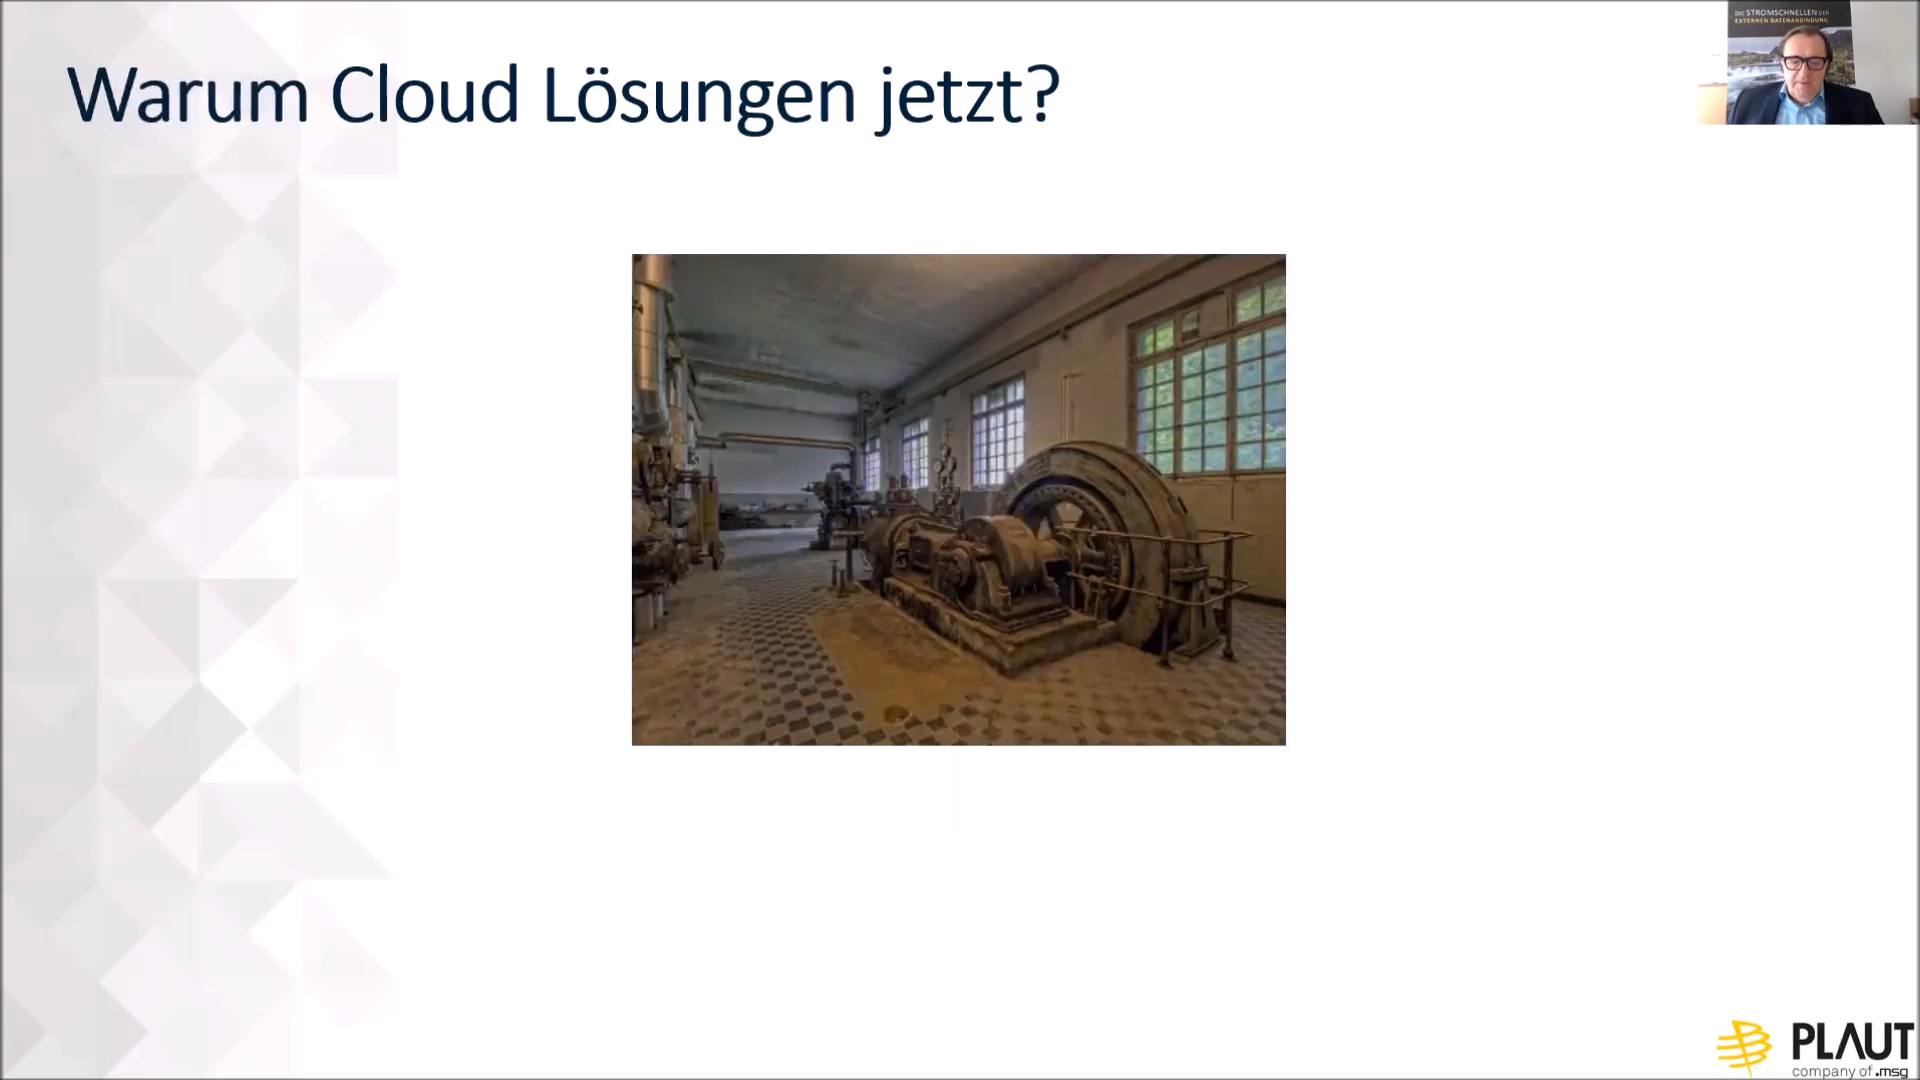 Warum Cloud Lösungen jetzt?
DIE STROMSCHNELLEN DER
EXTERNEN DATENANBINDUNG
PLAUT
company of .msg